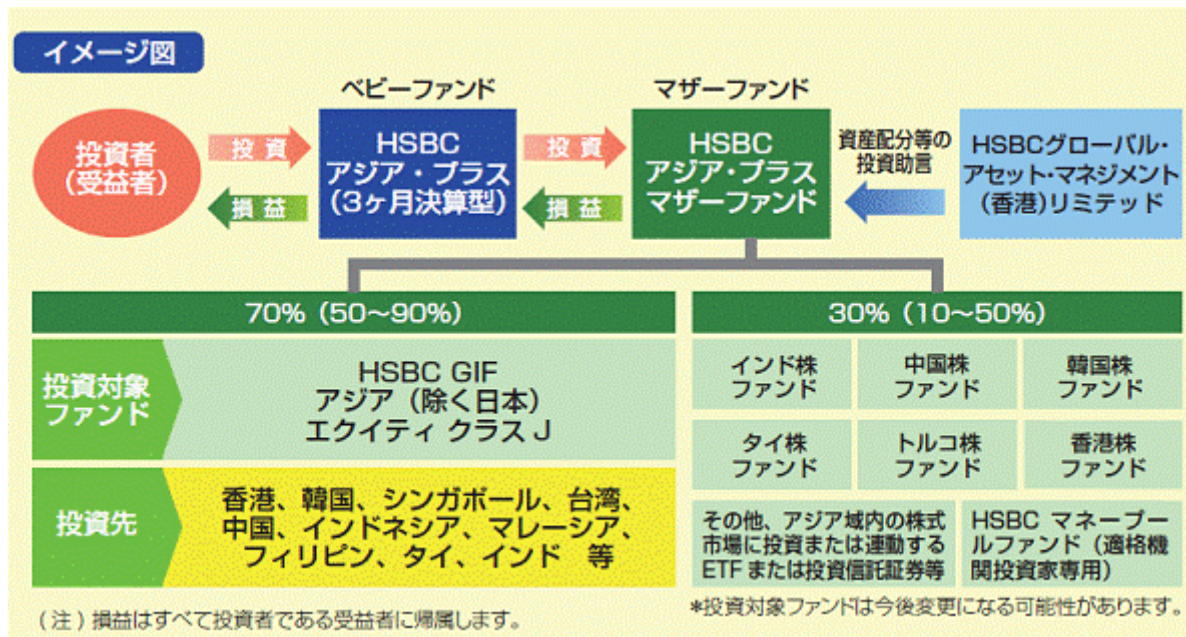 イメージ図
ベビーファンド
マザーファンド
投資者
(受益者)
投資
損益
HSBC
アジア・プラス
(3ヶ月決算型)
投資
損益
HSBC
アジア・プラス
マザーファンド
資産配分等の
投資助言
HSBCグローバル・
アセット・マネジメント
(香港)リミテッド
70%(50〜90%)
投資対象
ファンド
HSBC GIF
アジア(除く日本)
エクイティ クラス J
投資先
香港、韓国、シンガポール、台湾、
中国、インドネシア、マレーシア、
フィリピン、タイ、インド 等
30%(10〜50%)
インド株
ファンド
中国株
ファンド
韓国株
ファンド
タイ株
ファンド
トルコ株
ファンド
香港株
ファンド
その他、アジア域内の株式
市場に投資または連動する
ETFまたは投資信託証券等
HSBC マネープー
ルファンド(適格機
関投資家専用)
(注)損益はすべて投資者である受益者に帰属します。
*投資対象ファンドは今後変更になる可能性があります。